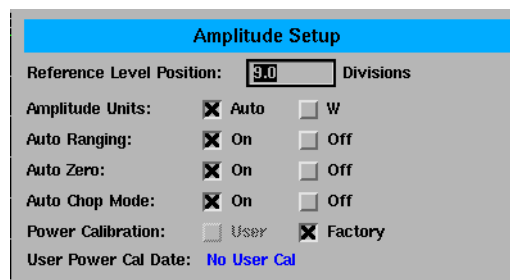 Amplitude Setup
Reference Level Position: 9.0 Divisions
Amplitude Units: Auto W
Auto Ranging: On Off
Auto Zero: On Off
Auto Chop Mode: On Off
Power Calibration: User Factory
User Power Cal Date: No User Cal